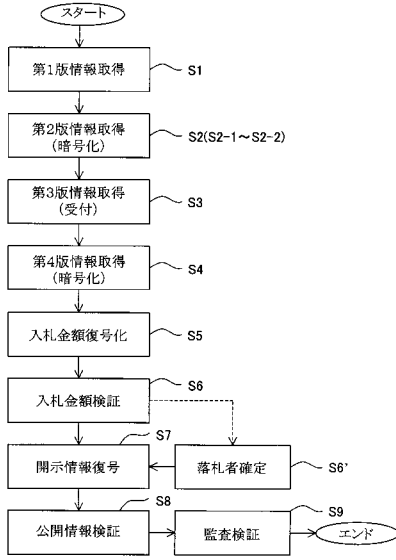 スタート
第1版情報取得
S1
第2版情報取得
(暗号化)
S2(S2-1～S2-2)
第3版情報取得
(受付)
S3
第4版情報取得
(暗号化)
S4
入札金額復号化
S5
入札金額検証
S6
開示情報復号
S7
落札者確定
S6'
公開情報検証
S8
監査検証
S9
エンド